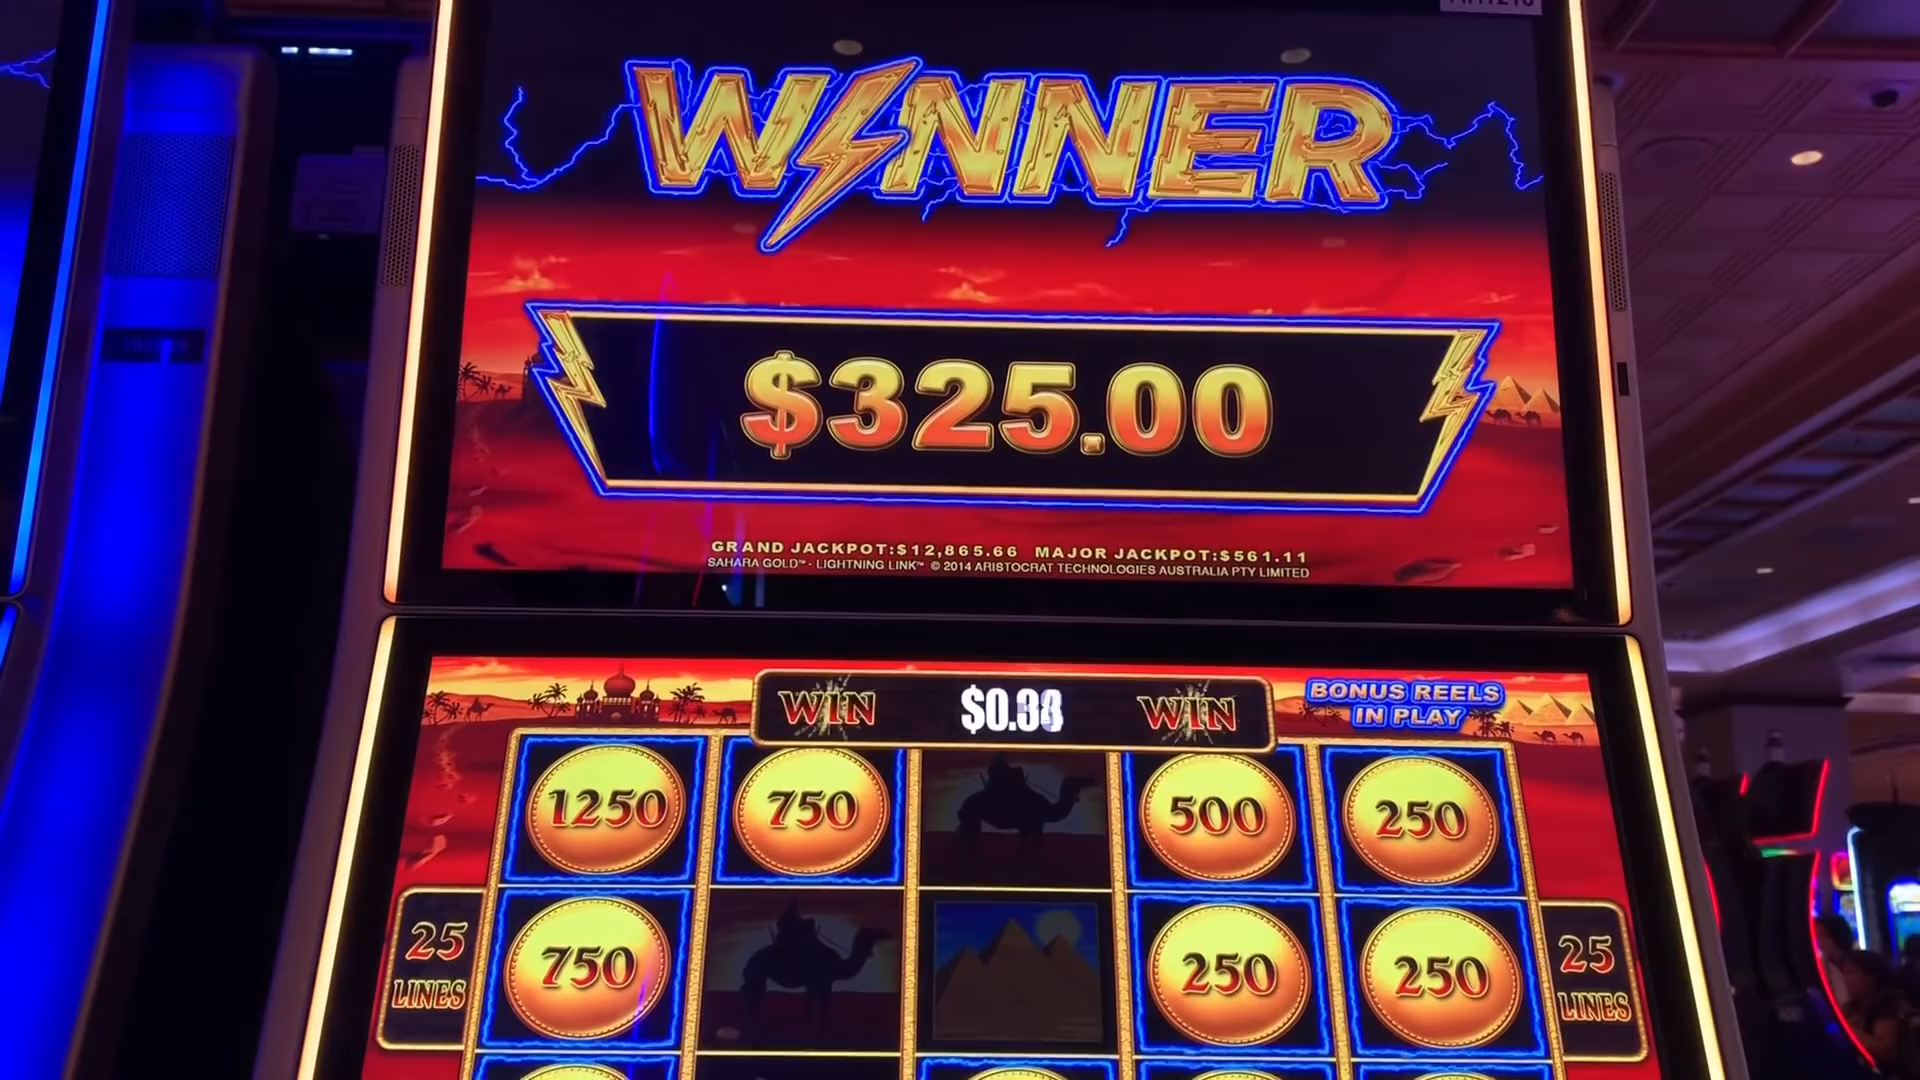 WINNER
$325.00
GRAND JACKPOT:$12,865.66 MAJOR JACKPOT:$561.11
SAHARA GOLD™ - LIGHTNING LINK™ © 2014 ARISTOCRAT TECHNOLOGIES AUSTRALIA PTY LIMITED
WIN WIN
BONUS REELS
IN PLAY
1250 750 500 250
750 250 250
25
LINES
25
LINES